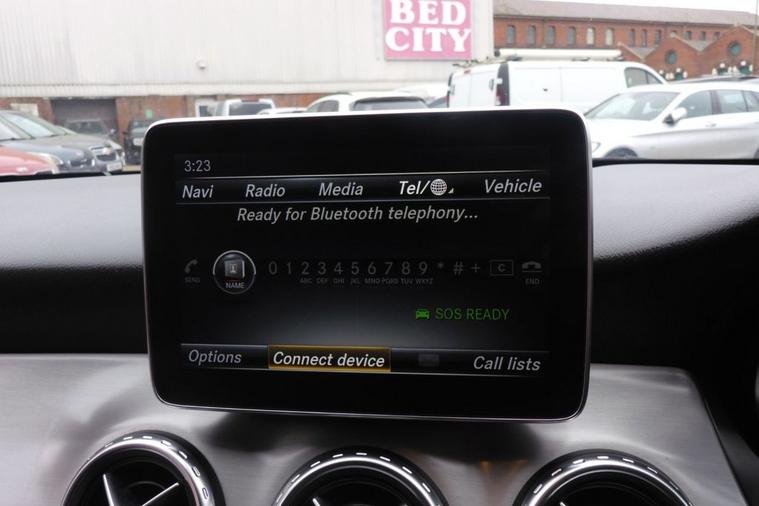 BED
CITY
3:23
Navi Radio Media Tel/ Vehicle
Ready for Bluetooth telephony...
SEND NAME 0 1 2 3 4 5 6 7 8 9 * # + C END
ABC DEF GHI JKL MNO PQRS TUV WXYZ
SOS READY
Options Connect device Call lists